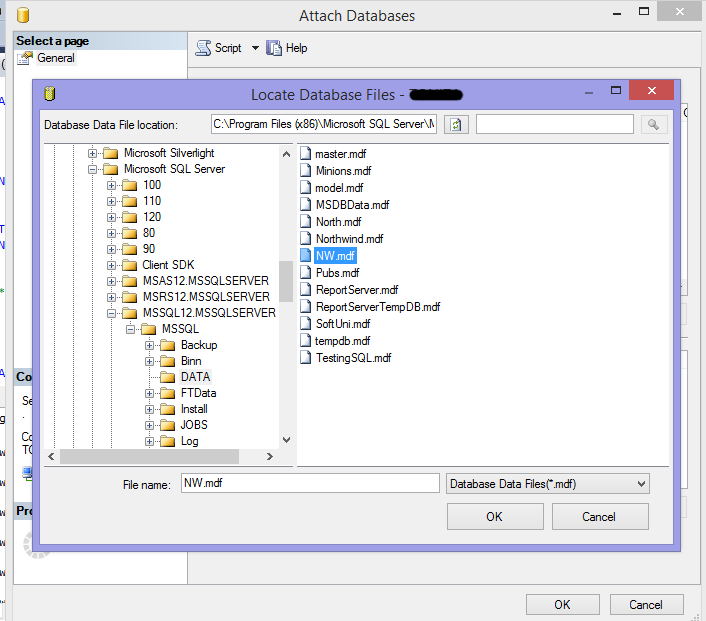 Attach Databases
Select a page
General
Script
Help
Locate Database Files -
Database Data File location:
C:\Program Files (x86)\Microsoft SQL Server\M
Microsoft Silverlight
Microsoft SQL Server
100
110
120
80
90
Client SDK
MSAS12.MSSQLSERVER
MSRS12.MSSQLSERVER
MSSQL12.MSSQLSERVER
MSSQL
Backup
Binn
DATA
FTData
Install
JOBS
Log
master.mdf
Minions.mdf
model.mdf
MSDBData.mdf
North.mdf
Northwind.mdf
NW.mdf
Pubs.mdf
ReportServer.mdf
ReportServerTempDB.mdf
SoftUni.mdf
tempdb.mdf
TestingSQL.mdf
File name:
NW.mdf
Database Data Files(*.mdf)
OK
Cancel
Co
Se
Co
TO
Pro
OK
Cancel